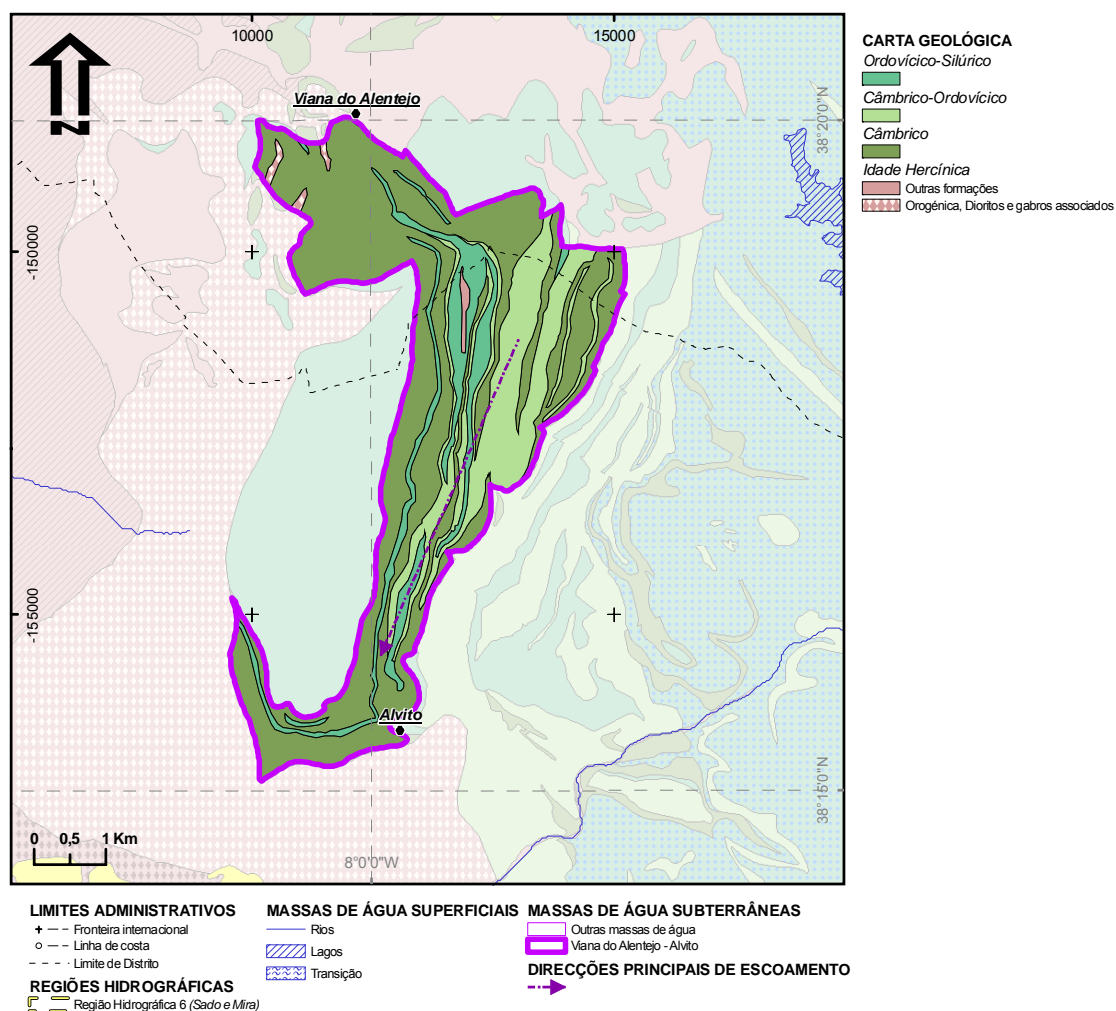 10000
15000
N
Viana do Alentejo
38°20'0"N
-150000
-155000
Alvito
38°15'0"N
0 0,5 1 Km
8°0'0"W
CARTA GEOLÓGICA
Ordovícico-Silúrico
Câmbrico-Ordovícico
Câmbrico
Idade Hercínica
Outras formações
Orogénica, Dioritos e gabros associados
LIMITES ADMINISTRATIVOS
Fronteira internacional
Linha de costa
Limite de Distrito
REGIÕES HIDROGRÁFICAS
Região Hidrográfica 6 (Sado e Mira)
MASSAS DE ÁGUA SUPERFICIAIS
Rios
Lagos
Transição
MASSAS DE ÁGUA SUBTERRÂNEAS
Outras massas de água
Viana do Alentejo - Alvito
DIRECÇÕES PRINCIPAIS DE ESCOAMENTO